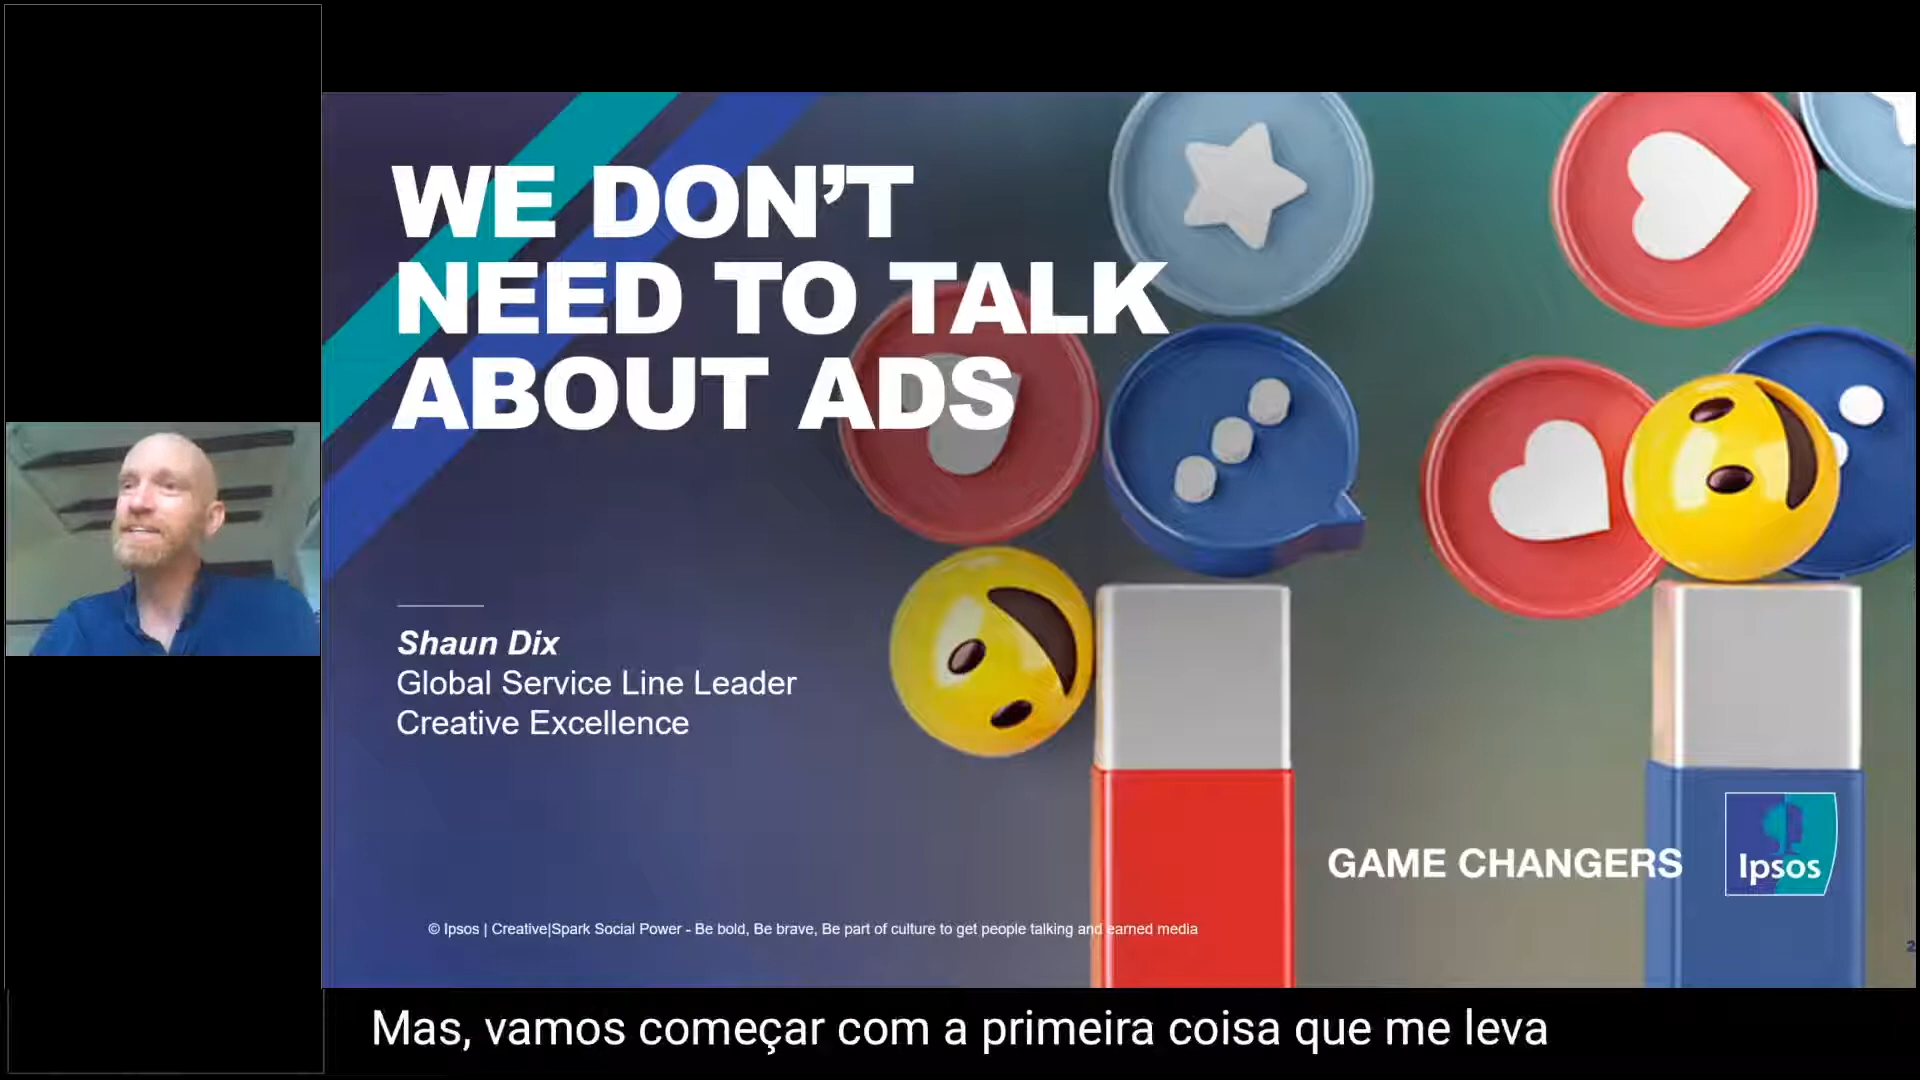 WE DON’T
NEED TO TALK
ABOUT ADS
Shaun Dix
Global Service Line Leader
Creative Excellence
GAME CHANGERS
Ipsos
© Ipsos | Creative|Spark Social Power - Be bold, Be brave, Be part of culture to get people talking and earned media
2
Mas, vamos começar com a primeira coisa que me leva